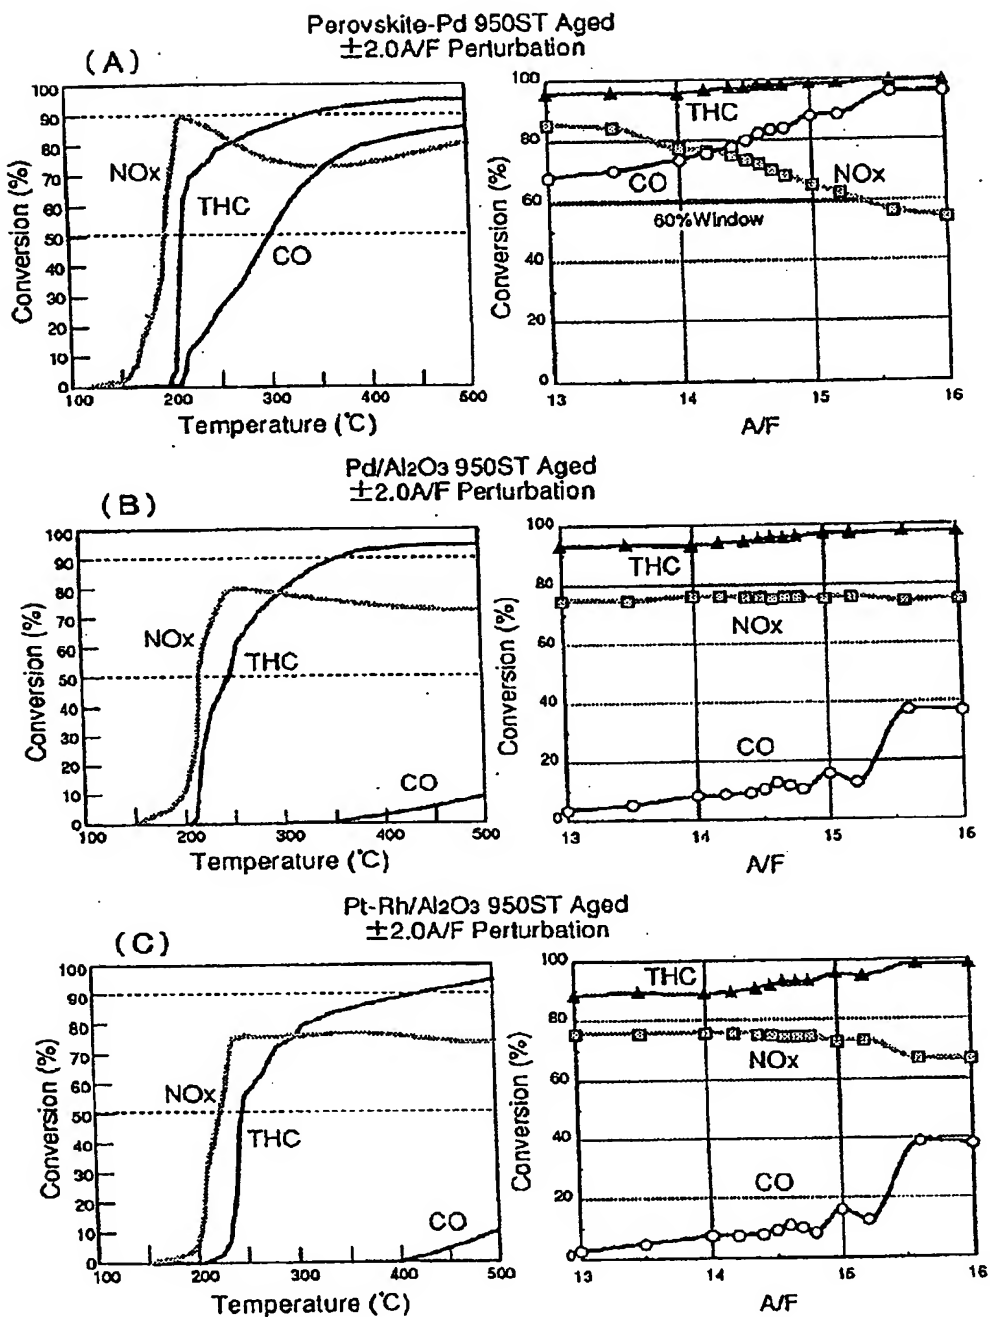 Perovskite-Pd 950ST Aged
±2.0A/F Perturbation
(A)
100
90
80
70
60
50
40
30
20
10
0
Conversion (%)
NOx
THC
CO
100
200
300
400
500
Temperature (℃)
100
80
60
40
20
0
Conversion (%)
THC
CO
NOx
60%Window
13
14
15
16
A/F
Pd/Al2O3 950ST Aged
±2.0A/F Perturbation
(B)
100
90
80
70
60
50
40
30
20
10
0
Conversion (%)
NOx
THC
CO
100
200
300
400
500
Temperature (℃)
100
80
60
40
20
0
Conversion (%)
THC
NOx
CO
13
14
15
16
A/F
Pt-Rh/Al2O3 950ST Aged
±2.0A/F Perturbation
(C)
100
90
80
70
60
50
40
30
20
10
0
Conversion (%)
NOx
THC
CO
100
200
300
400
500
Temperature (℃)
100
80
60
40
20
0
Conversion (%)
THC
NOx
CO
13
14
15
16
A/F